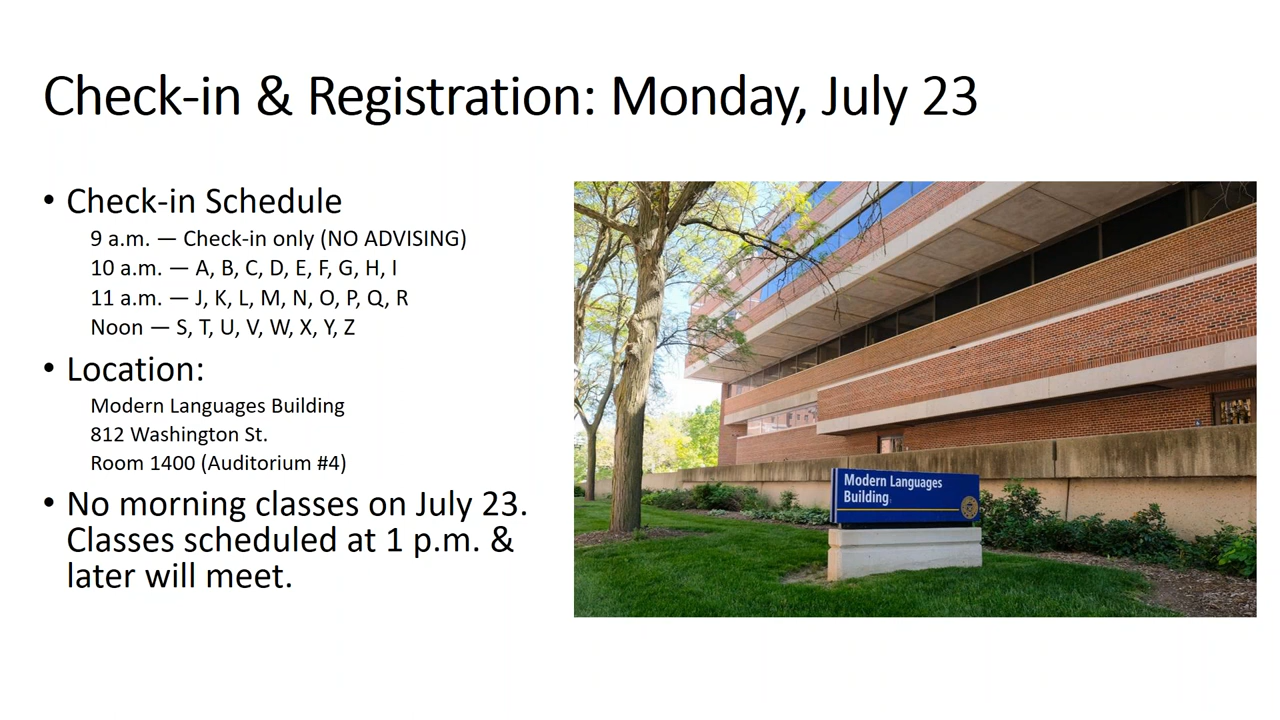 Check-in & Registration: Monday, July 23
• Check-in Schedule
9 a.m. — Check-in only (NO ADVISING)
10 a.m. — A, B, C, D, E, F, G, H, I
11 a.m. — J, K, L, M, N, O, P, Q, R
Noon — S, T, U, V, W, X, Y, Z
• Location:
Modern Languages Building
812 Washington St.
Room 1400 (Auditorium #4)
• No morning classes on July 23.
Classes scheduled at 1 p.m. &
later will meet.
Modern Languages
Building